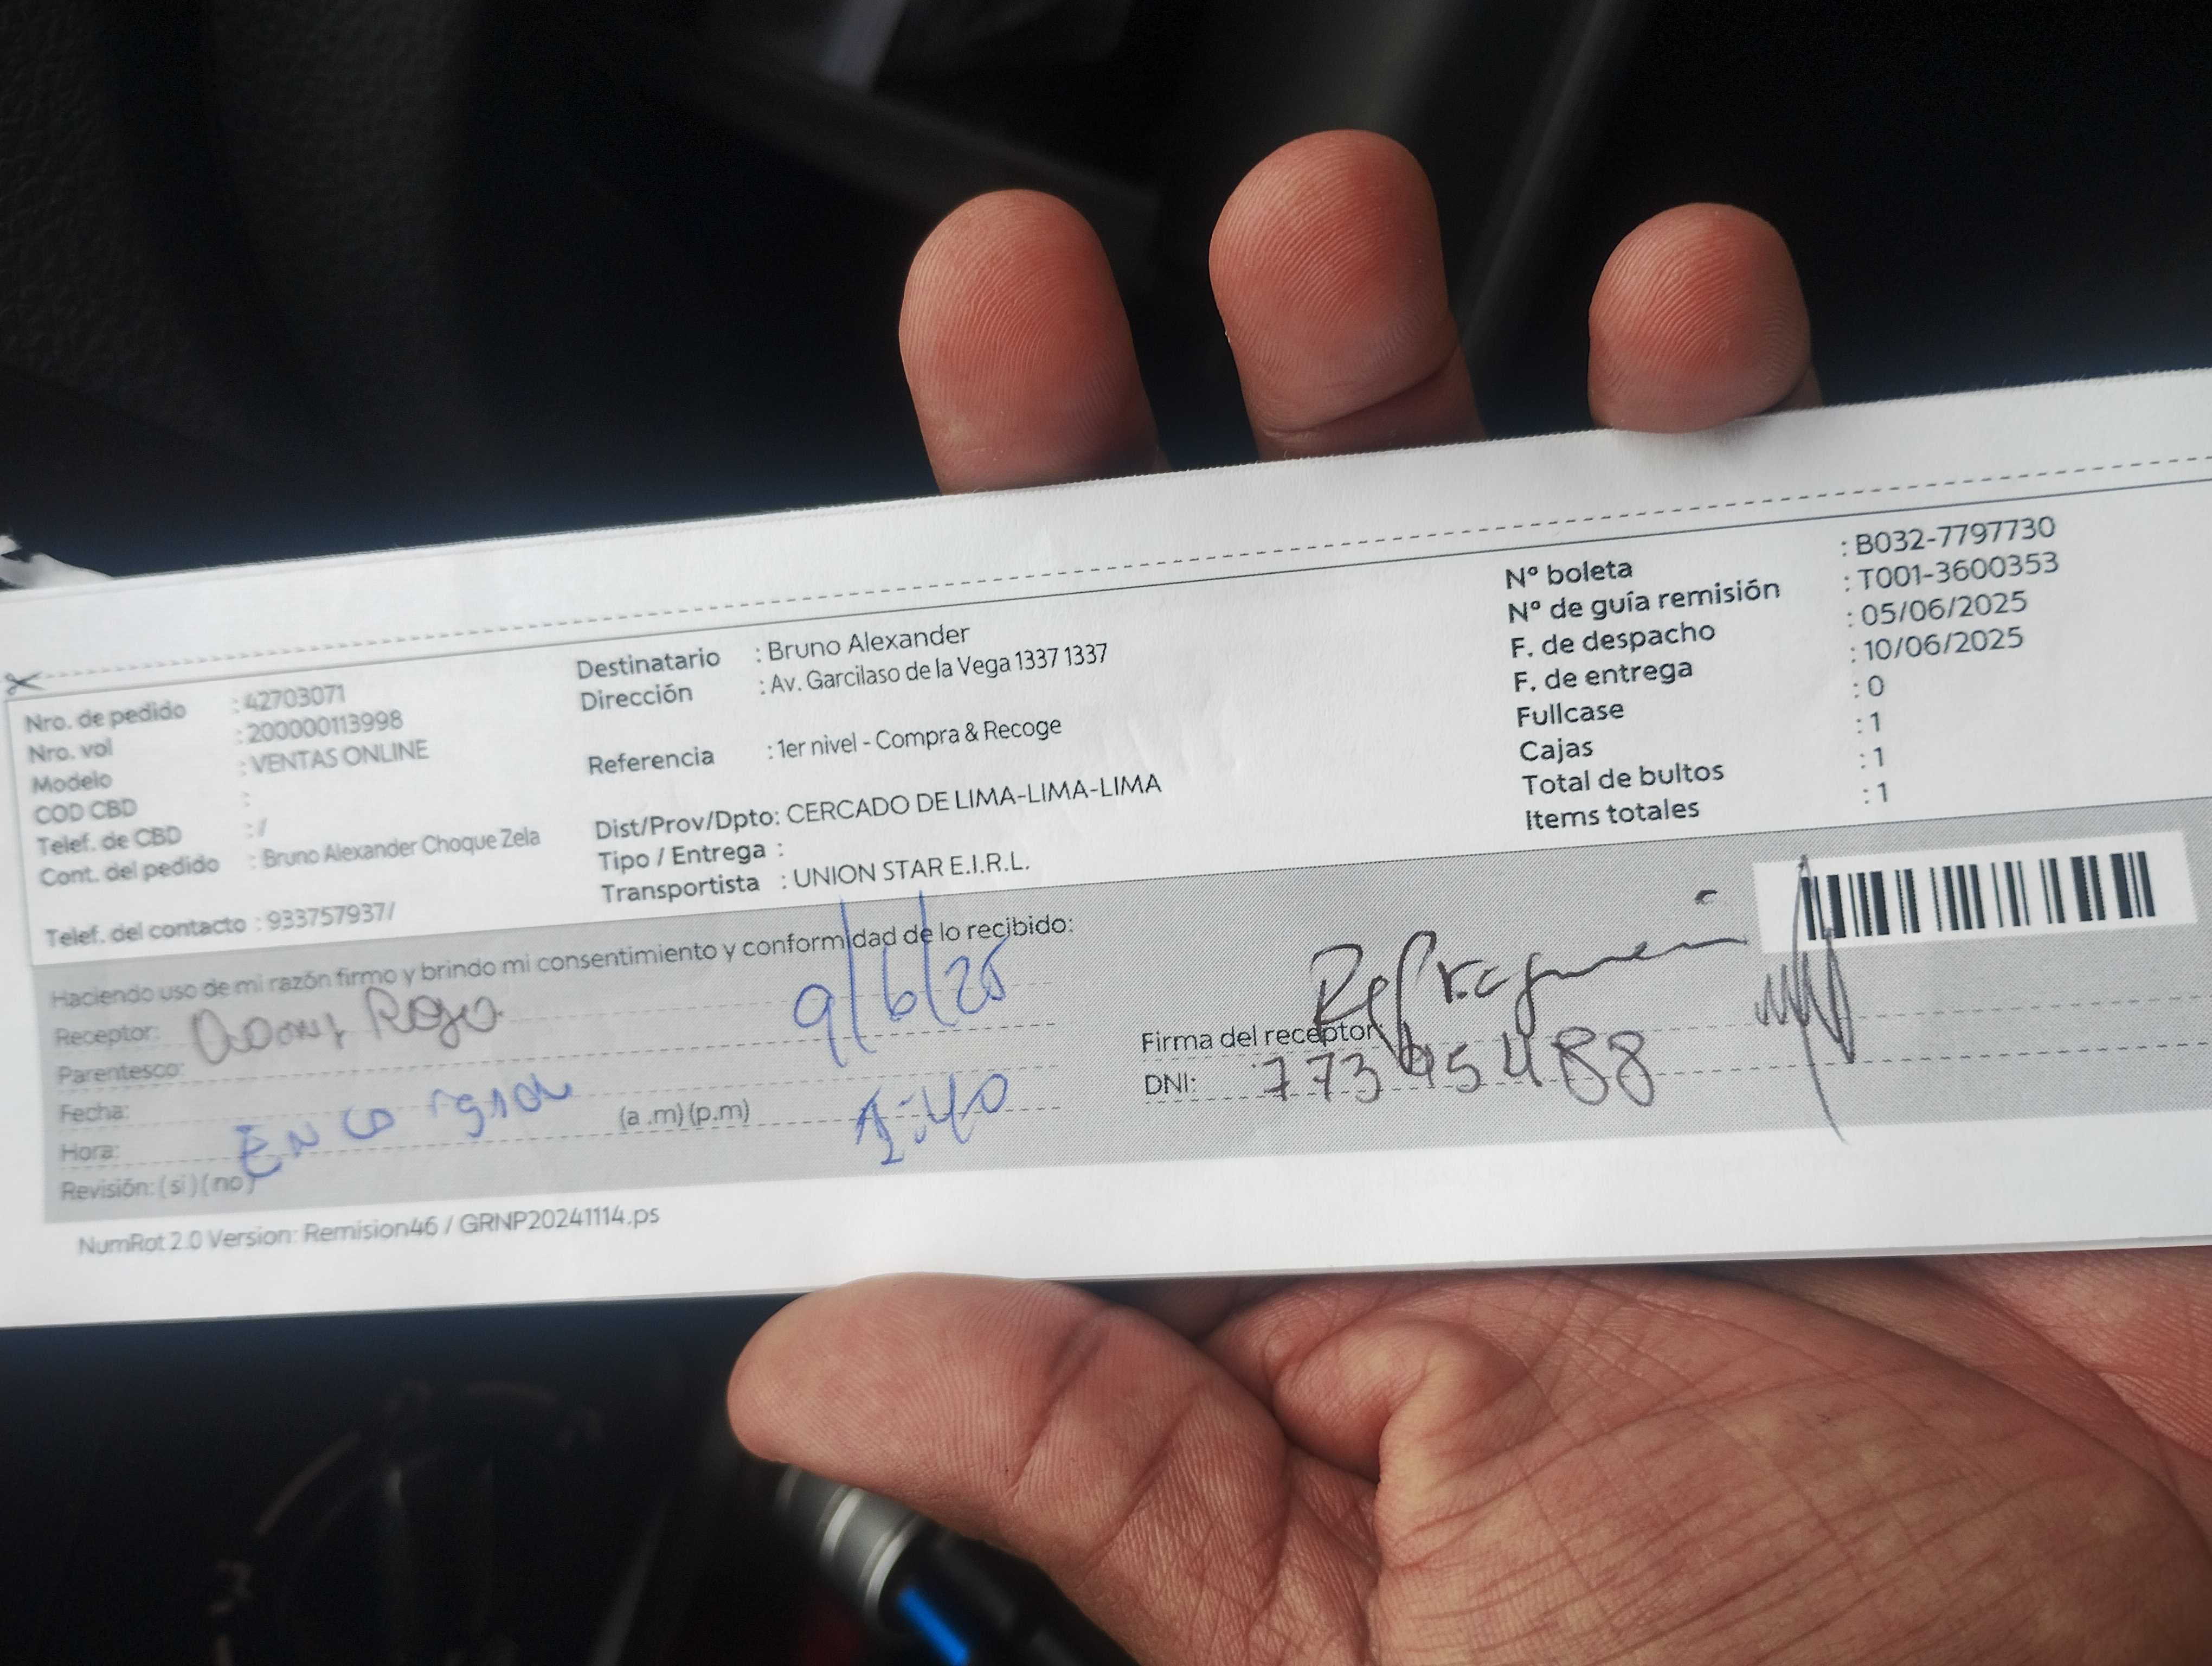 Nro. de pedido : 42703071
Nro. vol : 200000113998
Modelo : VENTAS ONLINE
COD CBD :
Telef. de CBD : /
Cont. del pedido : Bruno Alexander Choque Zela
Telef. del contacto : 933757937/
Destinatario : Bruno Alexander
Dirección : Av. Garcilaso de la Vega 1337 1337
Referencia : 1er nivel - Compra & Recoge
Dist/Prov/Dpto: CERCADO DE LIMA-LIMA-LIMA
Tipo / Entrega :
Transportista : UNION STAR E.I.R.L.
Nº boleta : B032-7797730
Nº de guía remisión : T001-3600353
F. de despacho : 05/06/2025
F. de entrega : 10/06/2025
Fullcase : 0
Cajas : 1
Total de bultos : 1
Items totales : 1
Haciendo uso de mi razón firmo y brindo mi consentimiento y conformidad de lo recibido:
Receptor: Rojo
Parentesco: 9/6/25
Fecha:
Hora: (a .m) (p.m) 1:40
Revisión: ( si ) ( no )
Firma del receptor:
DNI: 77345488
NumRot 2.0 Version: Remision46 / GRNP20241114.ps